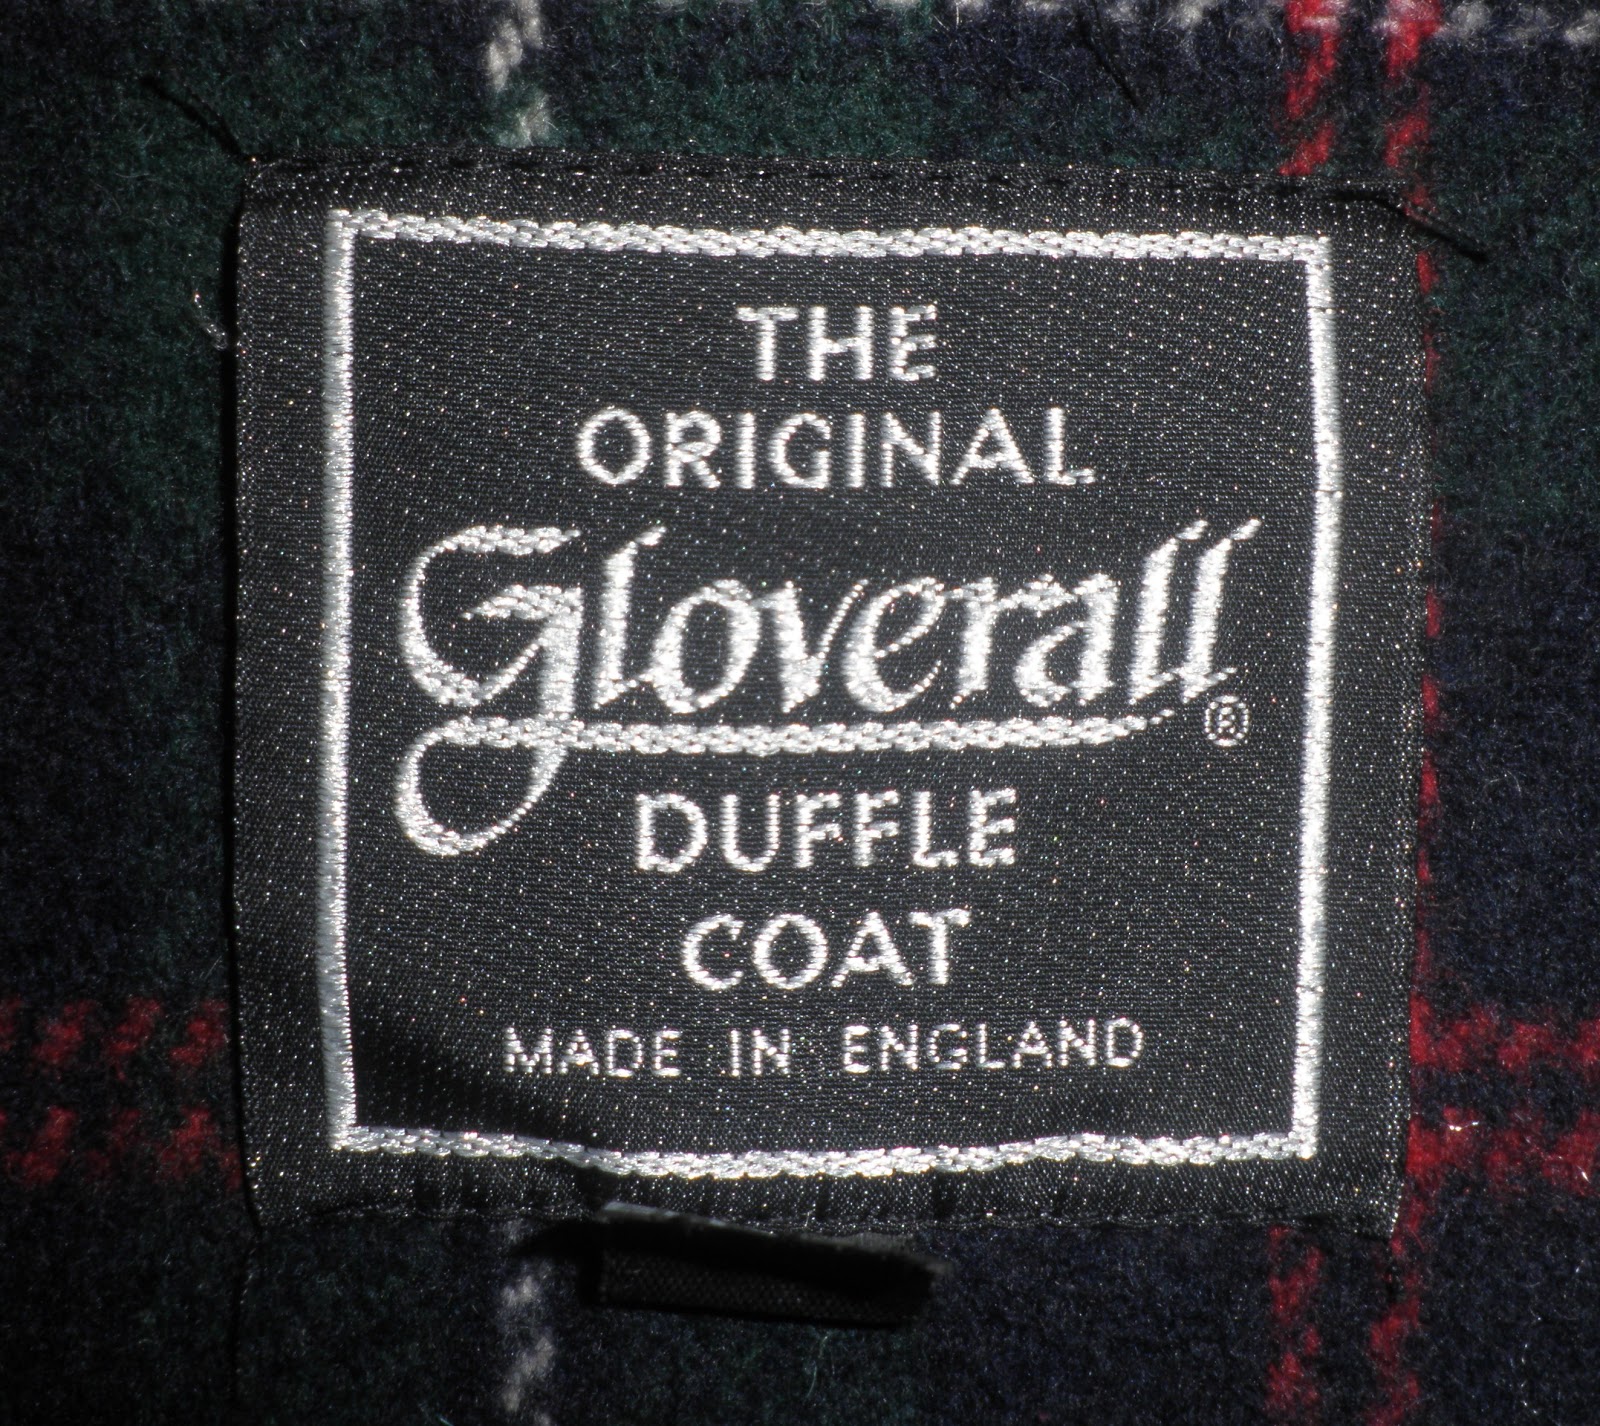 THE
ORIGINAL
Gloverall®
DUFFLE
COAT
MADE IN ENGLAND